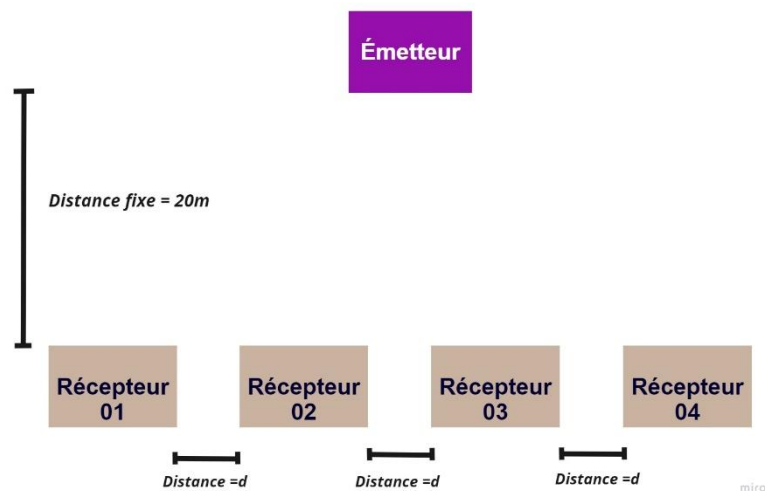 Émetteur
Distance fixe = 20m
Récepteur
01
Récepteur
02
Récepteur
03
Récepteur
04
Distance =d
Distance =d
Distance =d
miro